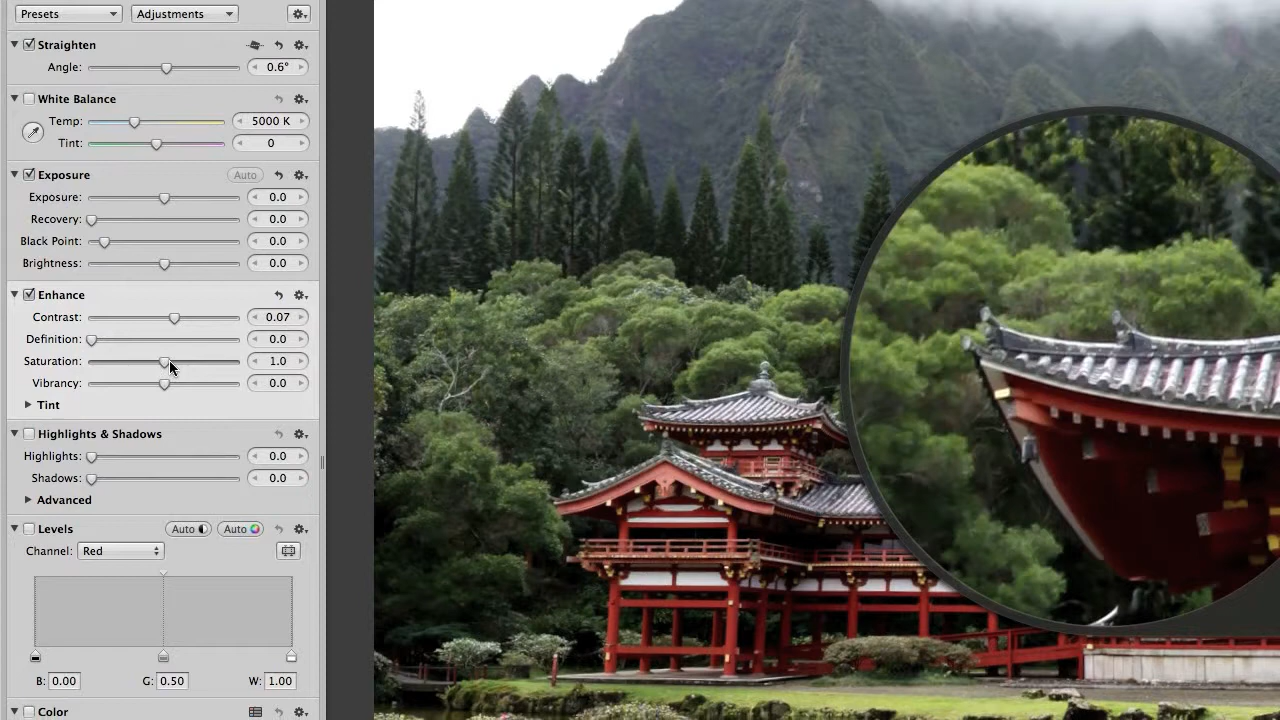 Presets Adjustments
Straighten
Angle: 0.6°
White Balance
Temp: 5000 K
Tint: 0
Exposure Auto
Exposure: 0.0
Recovery: 0.0
Black Point: 0.0
Brightness: 0.0
Enhance
Contrast: 0.07
Definition: 0.0
Saturation: 1.0
Vibrancy: 0.0
Tint
Highlights & Shadows
Highlights: 0.0
Shadows: 0.0
Advanced
Levels Auto Auto
Channel: Red
B: 0.00 G: 0.50 W: 1.00
Color